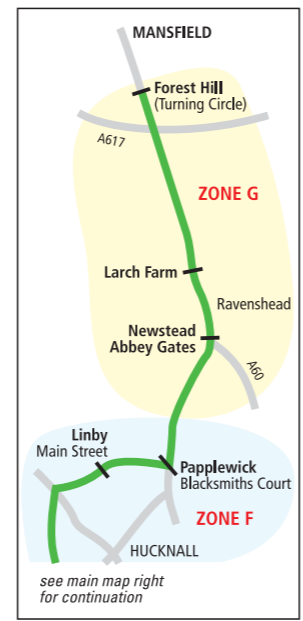 MANSFIELD
Forest Hill
(Turning Circle)
A617
ZONE G
Larch Farm
Ravenshead
Newstead
Abbey Gates
A60
Linby
Main Street
Papplewick
Blacksmiths Court
ZONE F
HUCKNALL
see main map right
for continuation